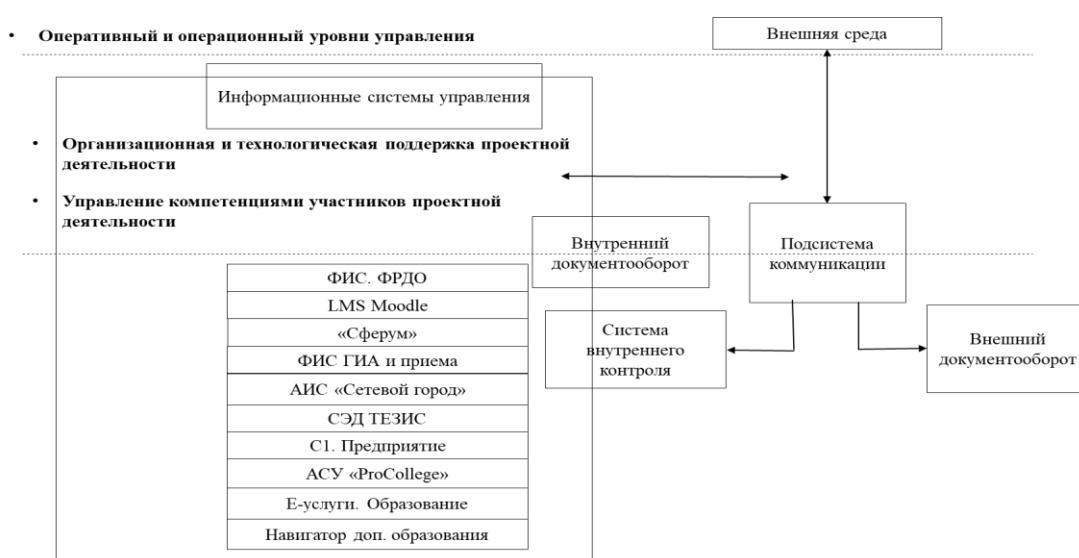 • Оперативный и операционный уровни управления
Внешняя среда
Информационные системы управления
• Организационная и технологическая поддержка проектной
деятельности
• Управление компетенциями участников проектной
деятельности
Внутренний
документооборот
Подсистема
коммуникации
ФИС. ФРДО
LMS Moodle
«Сферум»
ФИС ГИА и приема
АИС «Сетевой город»
СЭД ТЕЗИС
С1. Предприятие
АСУ «ProCollege»
Е-услуги. Образование
Навигатор доп. образования
Система
внутреннего
контроля
Внешний
документооборот